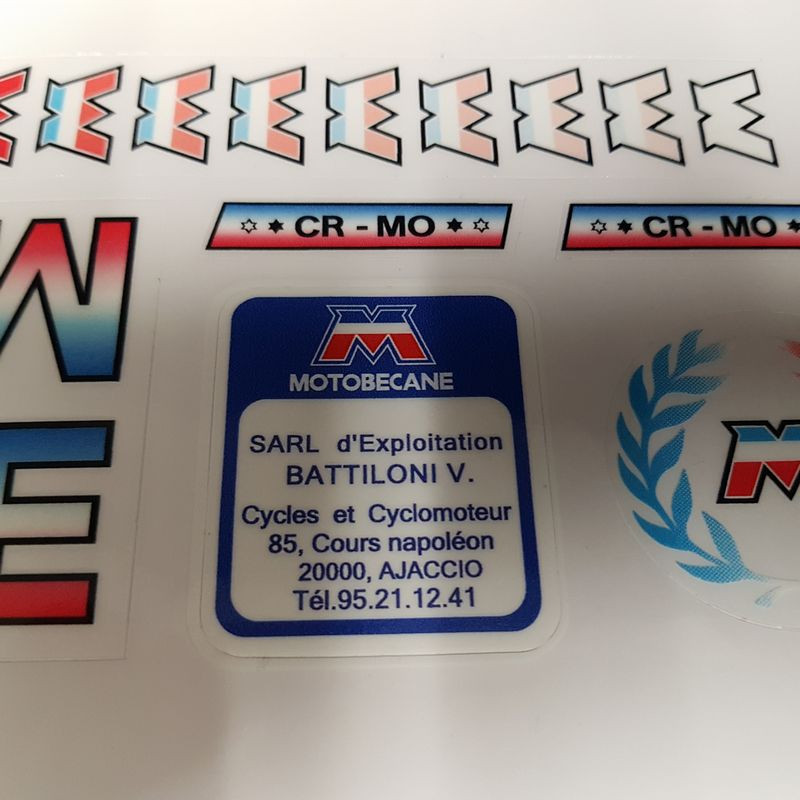 M M M M M M M M M
CR - MO
CR - MO
M
E
M
MOTOBECANE
SARL d'Exploitation
BATTILONI V.
Cycles et Cyclomoteur
85, Cours napoléon
20000, AJACCIO
Tél.95.21.12.41
M